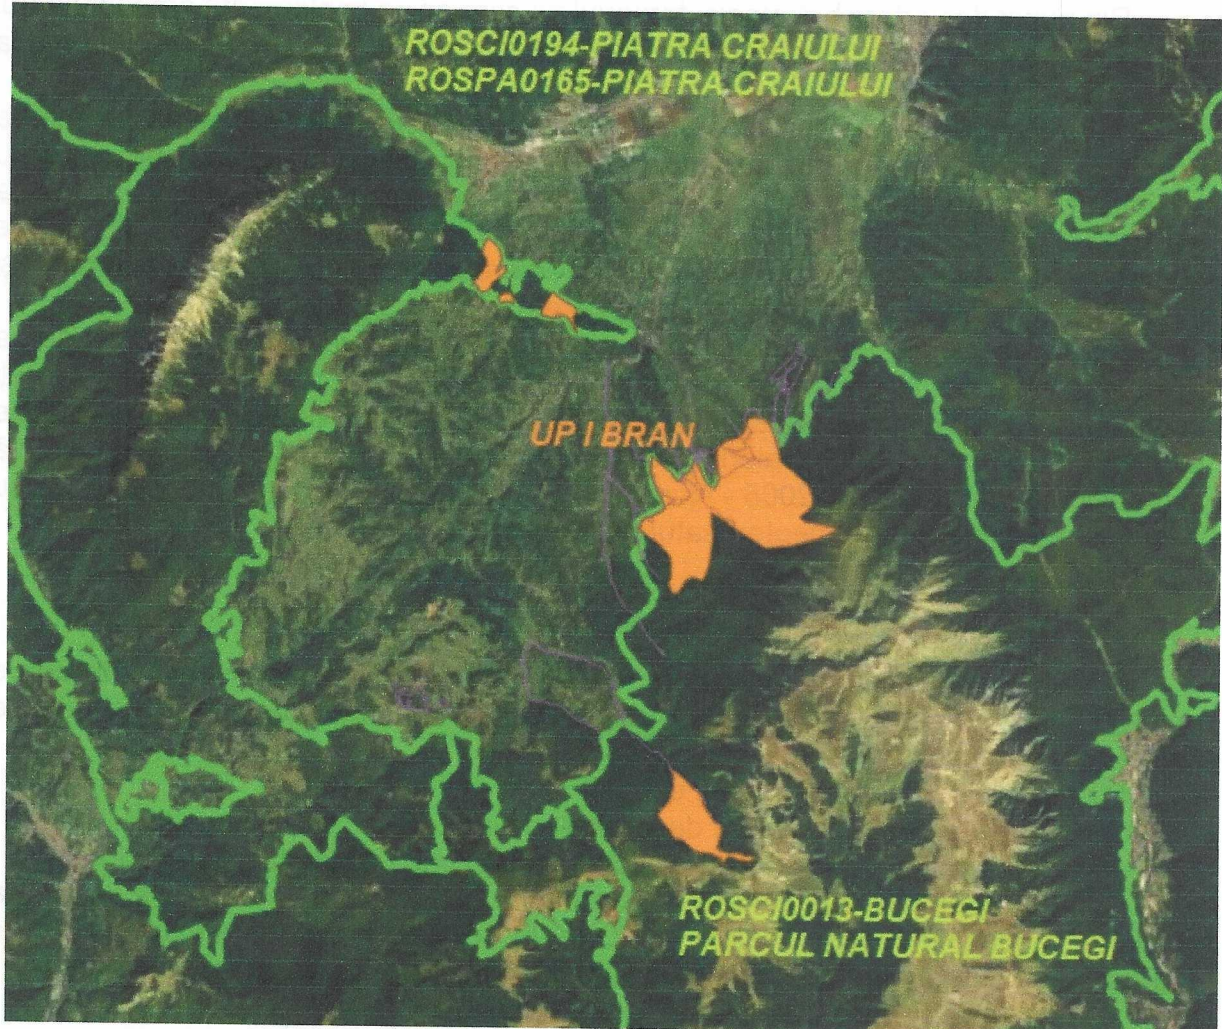 ROSCI0194-PIATRA CRAIULUI
ROSPA0165-PIATRA CRAIULUI
UP I BRAN
ROSCI0013-BUCEGI
PARCUL NATURAL BUCEGI